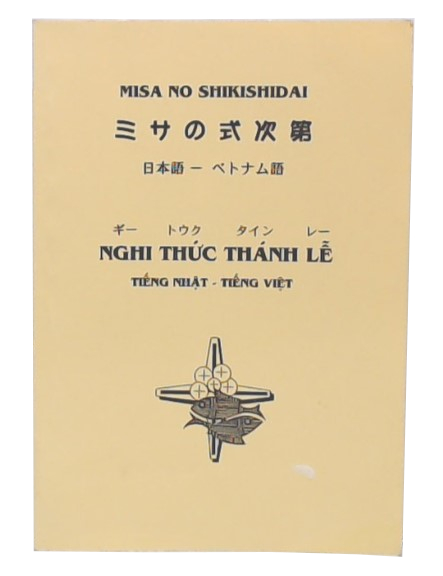 MISA NO SHIKISHIDAI
ミサの式次第
日本語 ー ベトナム語
ギー トウク タイン レー
NGHI THỨC THÁNH LỄ
TIẾNG NHẬT - TIẾNG VIỆT